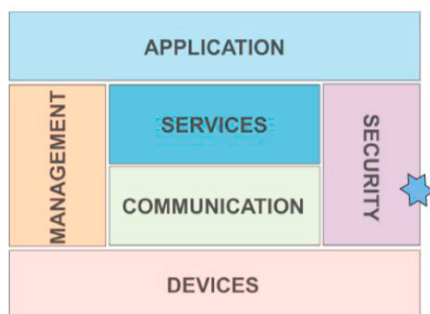 APPLICATION
MANAGEMENT
SERVICES
COMMUNICATION
SECURITY
DEVICES